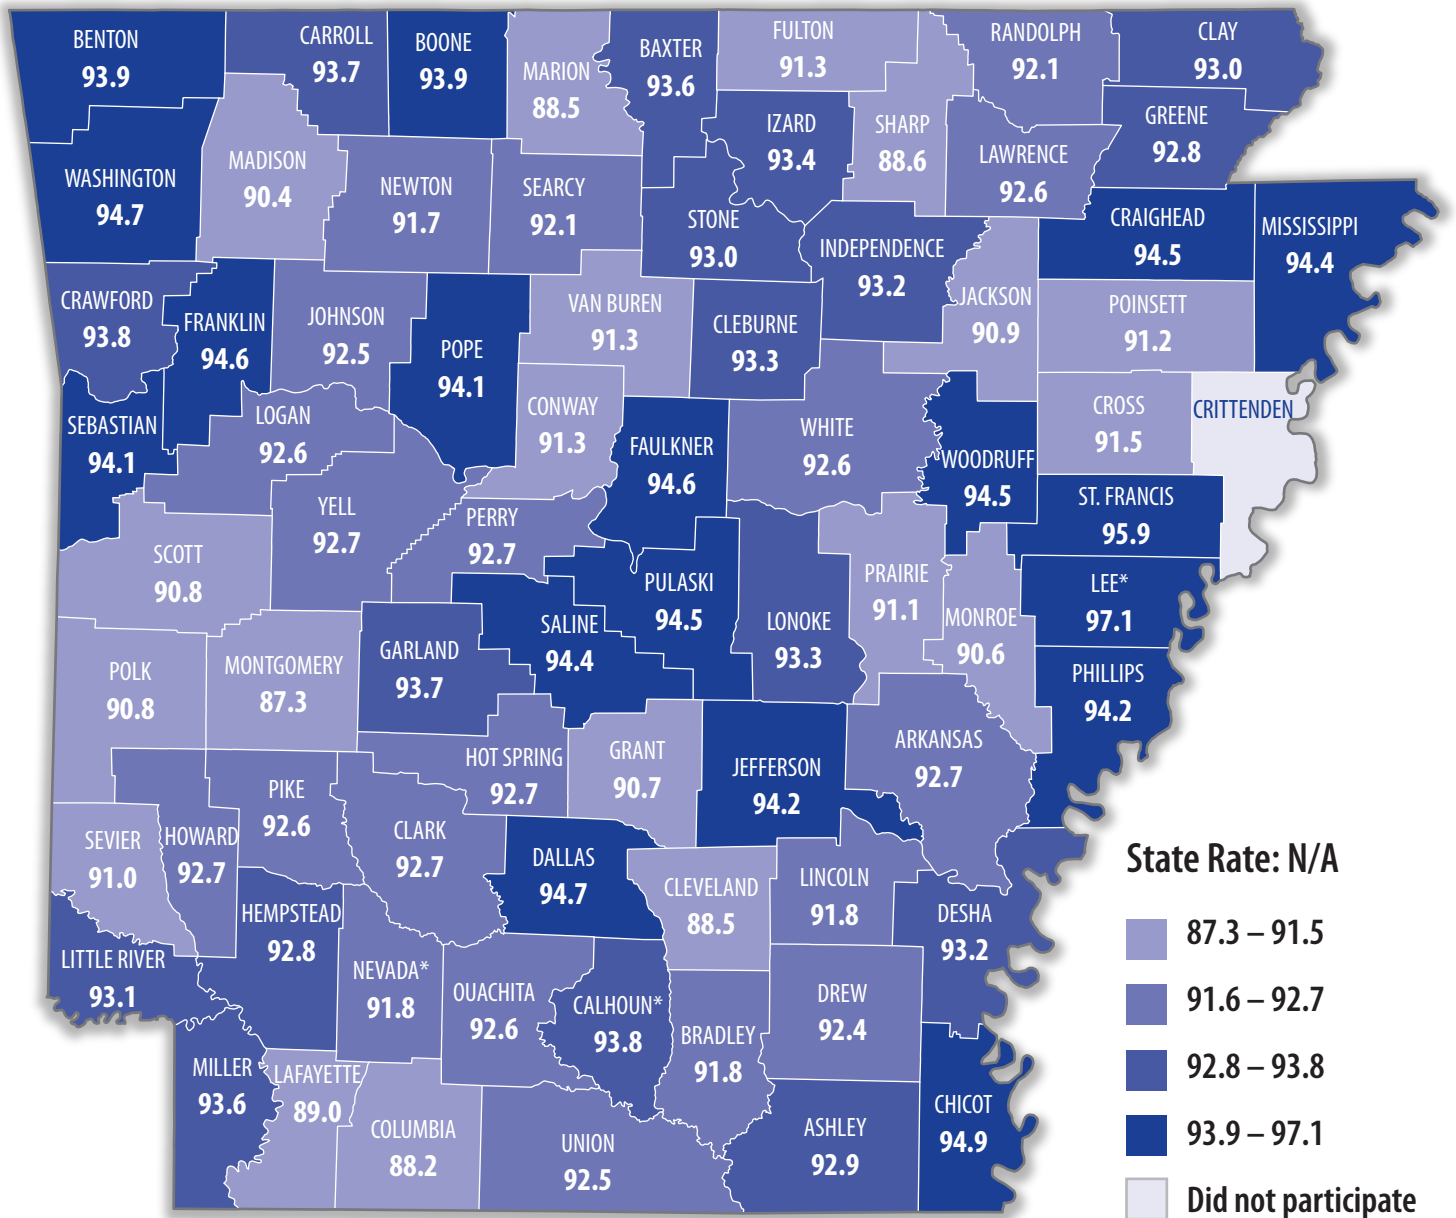 BENTON
93.9
CARROLL
93.7
BOONE
93.9
MARION
88.5
BAXTER
93.6
FULTON
91.3
RANDOLPH
92.1
CLAY
93.0
IZARD
93.4
SHARP
88.6
GREENE
92.8
LAWRENCE
92.6
WASHINGTON
94.7
MADISON
90.4
NEWTON
91.7
SEARCY
92.1
STONE
93.0
INDEPENDENCE
93.2
CRAIGHEAD
94.5
MISSISSIPPI
94.4
CRAWFORD
93.8
FRANKLIN
94.6
JOHNSON
92.5
POPE
94.1
VAN BUREN
91.3
CLEBURNE
93.3
JACKSON
90.9
POINSETT
91.2
SEBASTIAN
94.1
LOGAN
92.6
CONWAY
91.3
FAULKNER
94.6
WHITE
92.6
WOODRUFF
94.5
CROSS
91.5
CRITTENDEN
ST. FRANCIS
95.9
YELL
92.7
PERRY
92.7
SCOTT
90.8
PULASKI
94.5
PRAIRIE
91.1
LEE*
97.1
SALINE
94.4
LONOKE
93.3
MONROE
90.6
POLK
90.8
MONTGOMERY
87.3
GARLAND
93.7
PHILLIPS
94.2
HOT SPRING
92.7
GRANT
90.7
JEFFERSON
94.2
ARKANSAS
92.7
PIKE
92.6
SEVIER
91.0
HOWARD
92.7
CLARK
92.7
DALLAS
94.7
CLEVELAND
88.5
LINCOLN
91.8
DESHA
93.2
HEMPSTEAD
92.8
LITTLE RIVER
93.1
NEVADA*
91.8
OUACHITA
92.6
CALHOUN*
93.8
BRADLEY
91.8
DREW
92.4
MILLER
93.6
LAFAYETTE
89.0
COLUMBIA
88.2
UNION
92.5
ASHLEY
92.9
CHICOT
94.9
State Rate: N/A
87.3 – 91.5
91.6 – 92.7
92.8 – 93.8
93.9 – 97.1
Did not participate